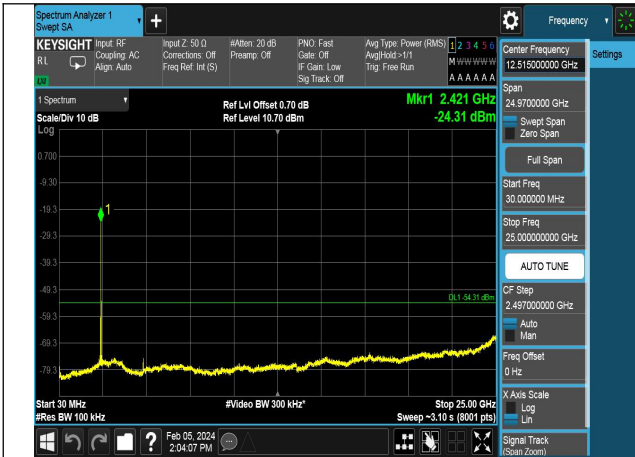 Spectrum Analyzer 1
Swept SA
+
Frequency
KEYSIGHT
RL
LXI
Input: RF
Coupling: AC
Align: Auto
Input Z: 50 Ω
Corrections: Off
Freq Ref: Int (S)
#Atten: 20 dB
Preamp: Off
PNO: Fast
Gate: Off
IF Gain: Low
Sig Track: Off
Avg Type: Power (RMS)
Avg|Hold:>1/1
Trig: Free Run
1 2 3 4 5 6
M W W W W W
A A A A A A
Center Frequency
12.515000000 GHz
Settings
Span
24.9700000 GHz
Swept Span
Zero Span
Full Span
Start Freq
30.000000 MHz
Stop Freq
25.000000000 GHz
AUTO TUNE
CF Step
2.497000000 GHz
Auto
Man
Freq Offset
0 Hz
X Axis Scale
Log
Lin
Signal Track
(Span Zoom)
1 Spectrum
Scale/Div 10 dB
Log
Ref Lvl Offset 0.70 dB
Ref Level 10.70 dBm
Mkr1 2.421 GHz
-24.31 dBm
0.700
-9.30
-19.3
-29.3
-39.3
-49.3
-59.3
-69.3
-79.3
1
DL1 -54.31 dBm
Start 30 MHz
#Res BW 100 kHz
#Video BW 300 kHz*
Stop 25.00 GHz
Sweep ~3.10 s (8001 pts)
?
Feb 05, 2024
2:04:07 PM